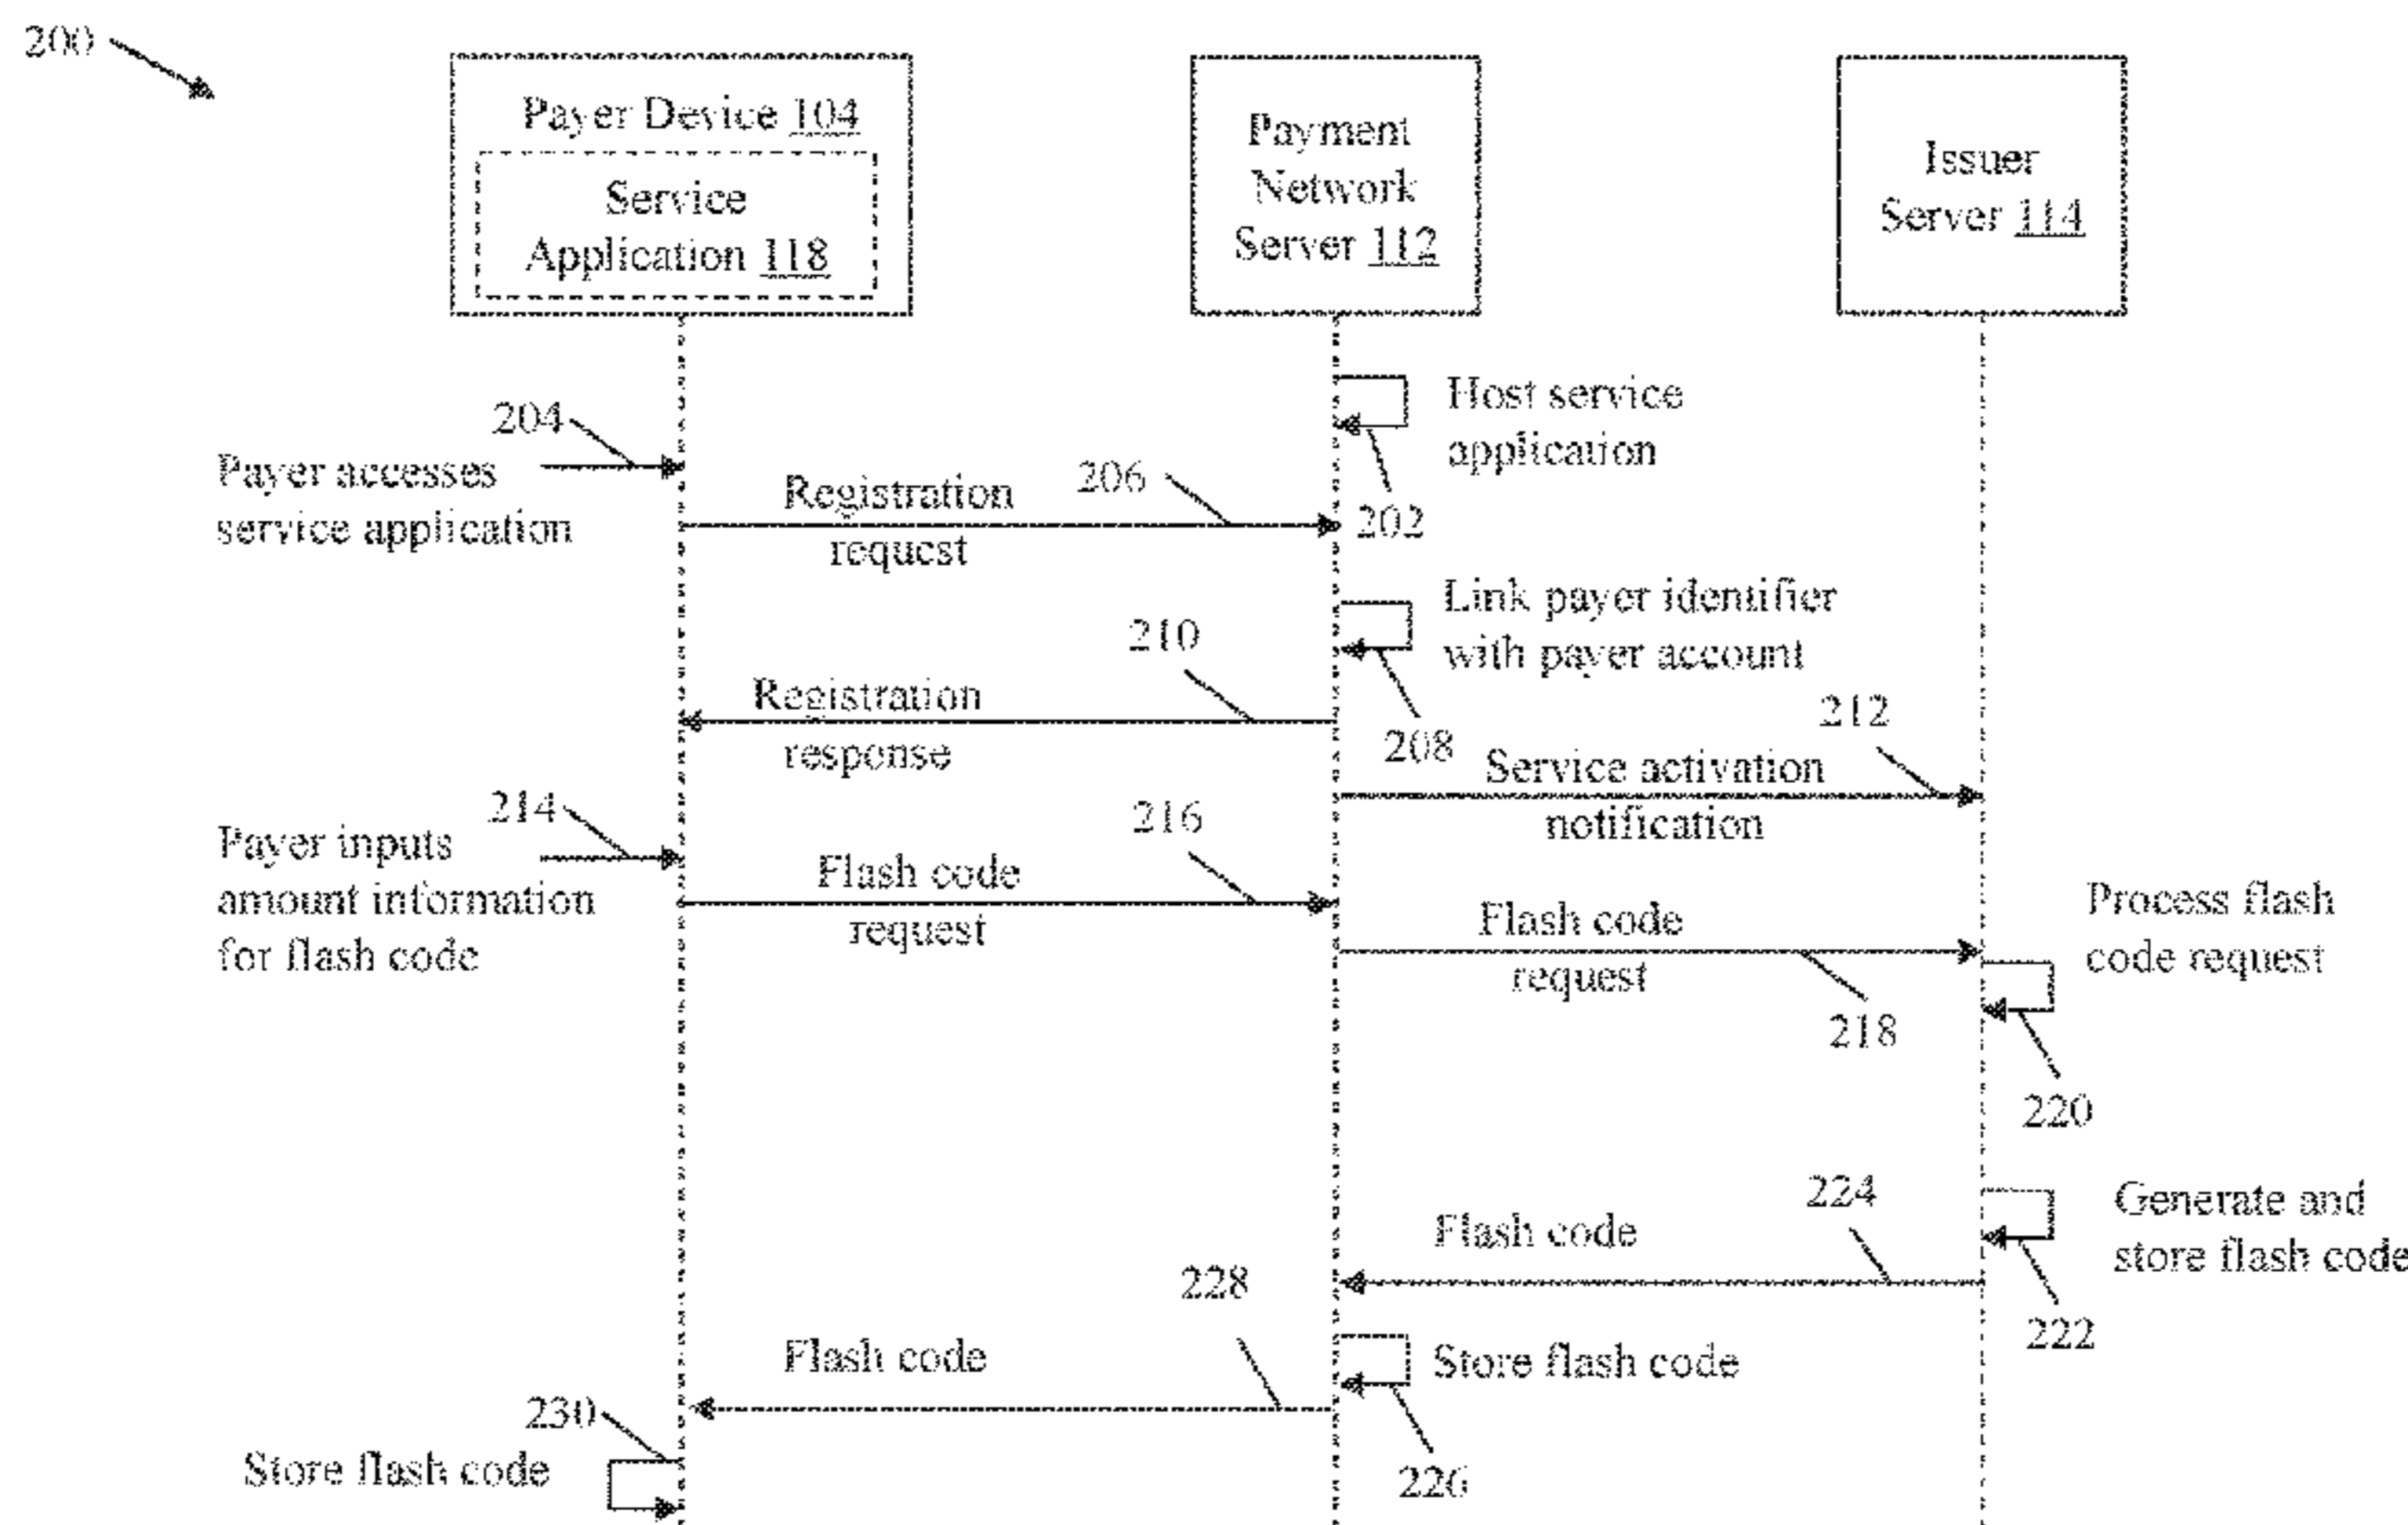 200
Payer Device 104
Service
Application 118
Payment
Network
Server 112
Issuer
Server 114
Host service
application
202
204
Payer accesses
service application
Registration
request
206
Link payer identifier
with payer account
208
210
Registration
response
212
Service activation
notification
214
Payer inputs
amount information
for flash code
216
Flash code
request
Flash code
request
218
Process flash
code request
220
Generate and
store flash code
222
224
Flash code
Store flash code
226
228
Flash code
230
Store flash code